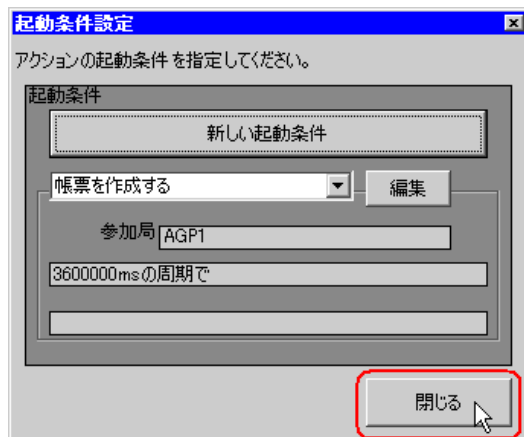 起動条件設定
アクションの起動条件を指定してください。
起動条件
新しい起動条件
帳票を作成する
編集
参加局 AGP1
3600000msの周期で
閉じる